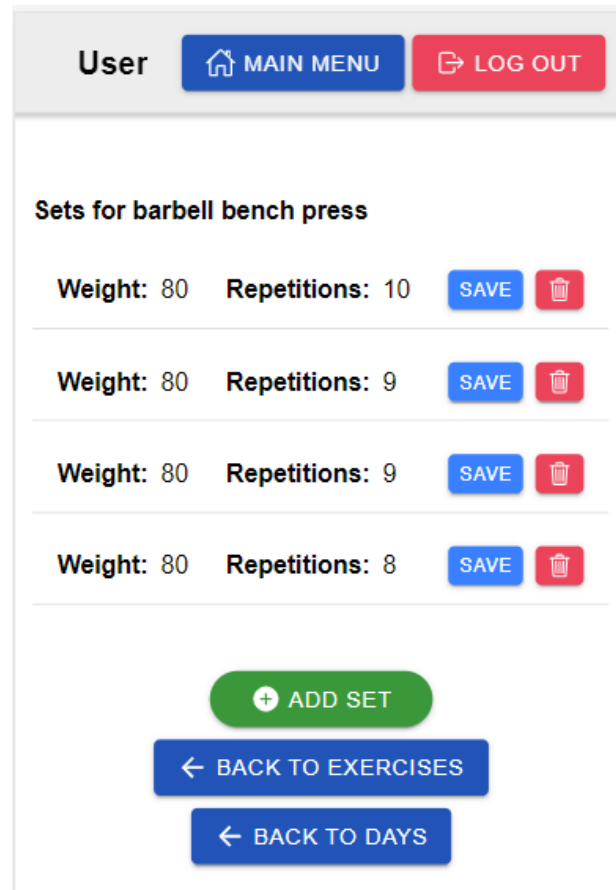 User MAIN MENU LOG OUT
Sets for barbell bench press
Weight: 80 Repetitions: 10 SAVE
Weight: 80 Repetitions: 9 SAVE
Weight: 80 Repetitions: 9 SAVE
Weight: 80 Repetitions: 8 SAVE
ADD SET
BACK TO EXERCISES
BACK TO DAYS